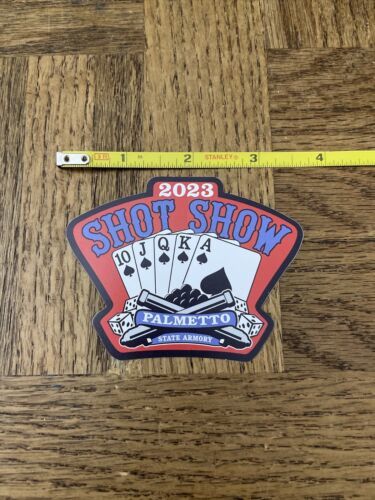 1 2 STANLEY® 3 4
2023
SHOT SHOW
10 J Q K A
PALMETTO
STATE ARMORY